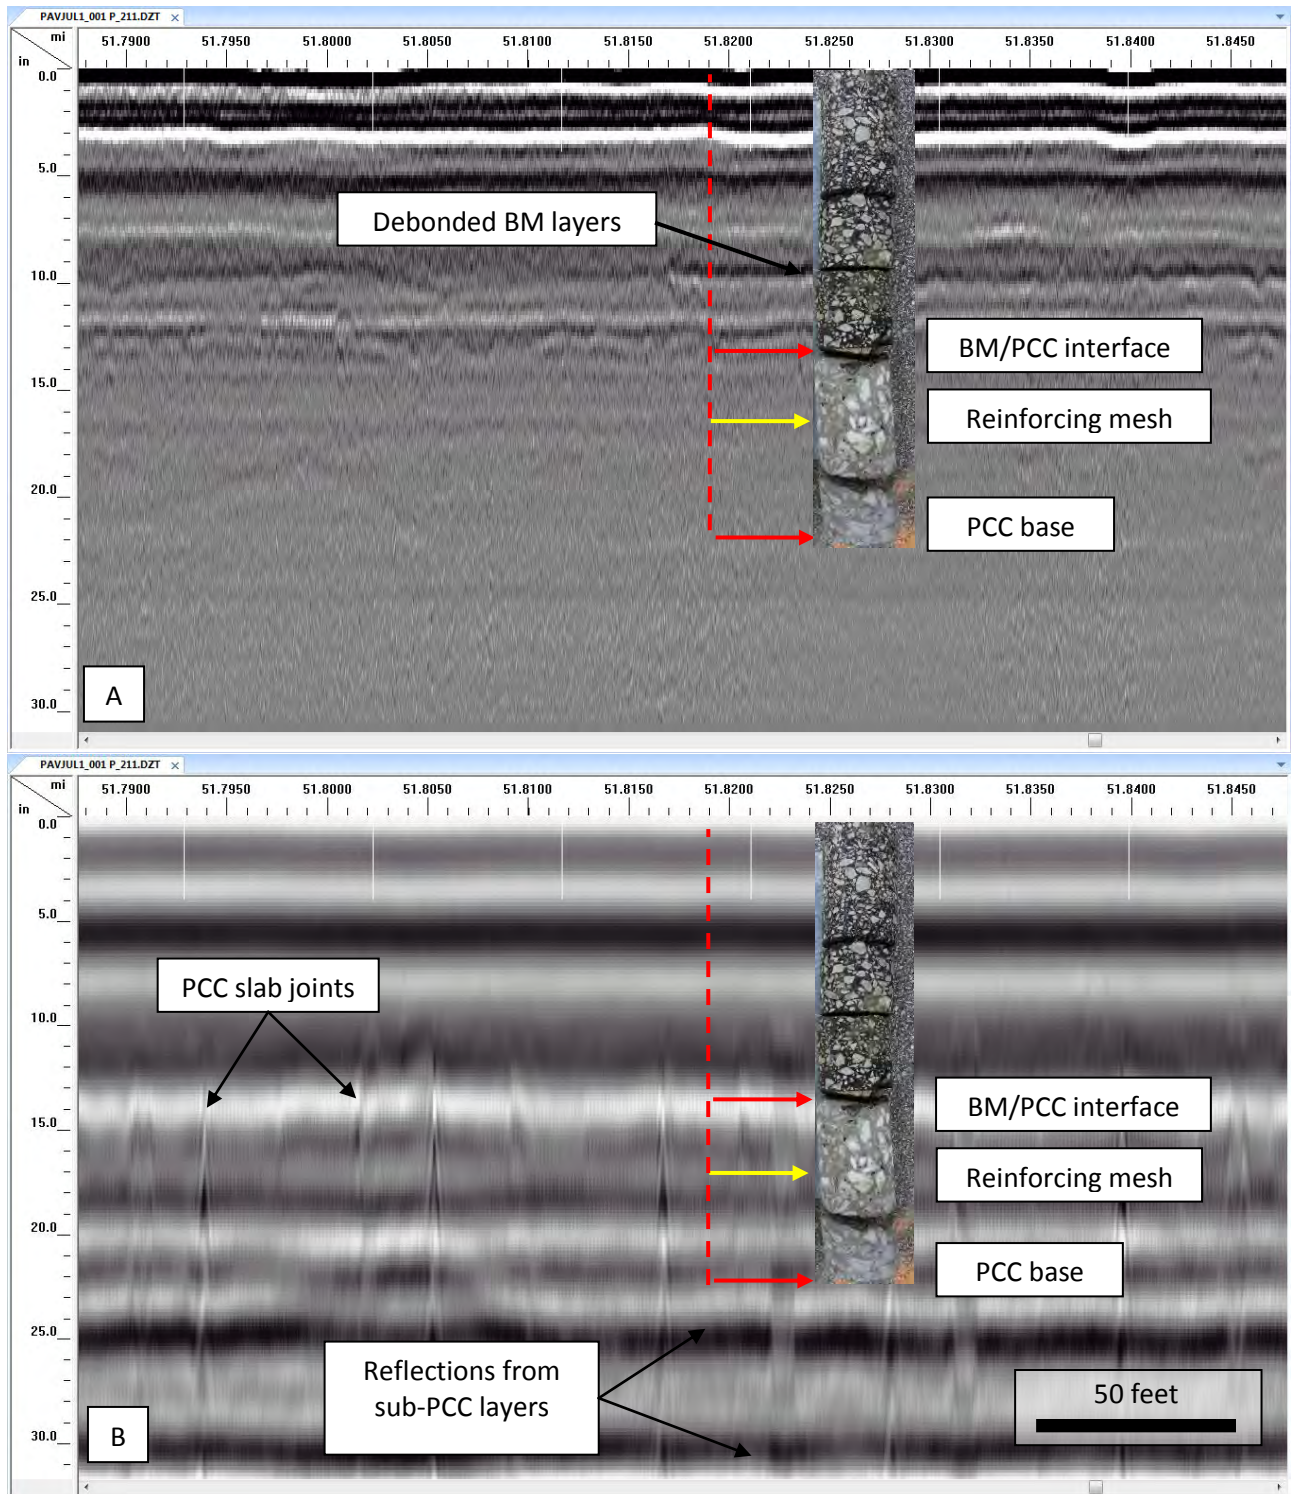 PAVJUL1_001 P_211.DZT ×
mi
51.7900 51.7950 51.8000 51.8050 51.8100 51.8150 51.8200 51.8250 51.8300 51.8350 51.8400 51.8450
in
0.0
5.0
Debonded BM layers
10.0
BM/PCC interface
15.0
Reinforcing mesh
20.0
PCC base
25.0
A
30.0
PAVJUL1_001 P_211.DZT ×
mi
51.7900 51.7950 51.8000 51.8050 51.8100 51.8150 51.8200 51.8250 51.8300 51.8350 51.8400 51.8450
in
0.0
5.0
PCC slab joints
10.0
BM/PCC interface
15.0
Reinforcing mesh
20.0
PCC base
25.0
Reflections from
sub-PCC layers
50 feet
B
30.0